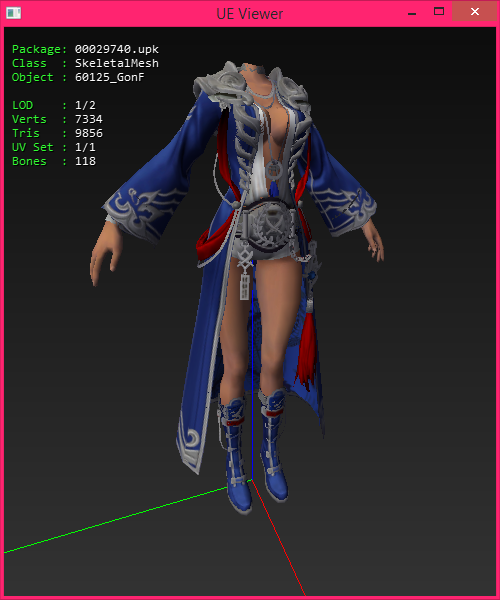 UE Viewer
Package: 00029740.upk
Class : SkeletalMesh
Object : 60125_GonF
LOD : 1/2
Verts : 7334
Tris : 9856
UV Set : 1/1
Bones : 118